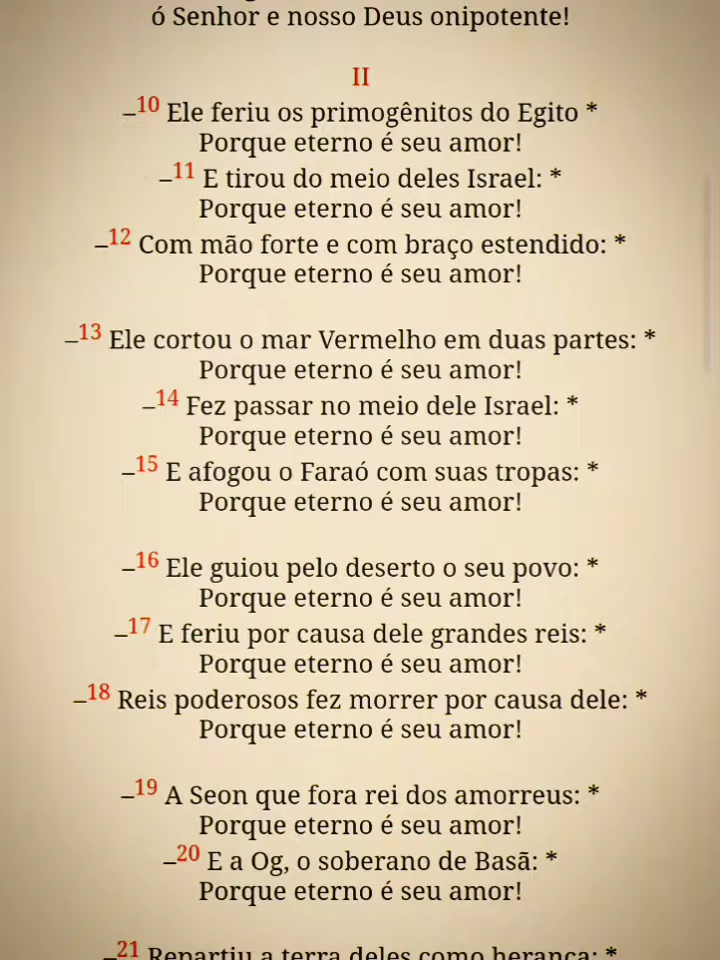 ó Senhor e nosso Deus onipotente!
II
–10 Ele feriu os primogênitos do Egito *
Porque eterno é seu amor!
–11 E tirou do meio deles Israel: *
Porque eterno é seu amor!
–12 Com mão forte e com braço estendido: *
Porque eterno é seu amor!
–13 Ele cortou o mar Vermelho em duas partes: *
Porque eterno é seu amor!
–14 Fez passar no meio dele Israel: *
Porque eterno é seu amor!
–15 E afogou o Faraó com suas tropas: *
Porque eterno é seu amor!
–16 Ele guiou pelo deserto o seu povo: *
Porque eterno é seu amor!
–17 E feriu por causa dele grandes reis: *
Porque eterno é seu amor!
–18 Reis poderosos fez morrer por causa dele: *
Porque eterno é seu amor!
–19 A Seon que fora rei dos amorreus: *
Porque eterno é seu amor!
–20 E a Og, o soberano de Basã: *
Porque eterno é seu amor!
–21 Repartiu a terra deles como herança: *